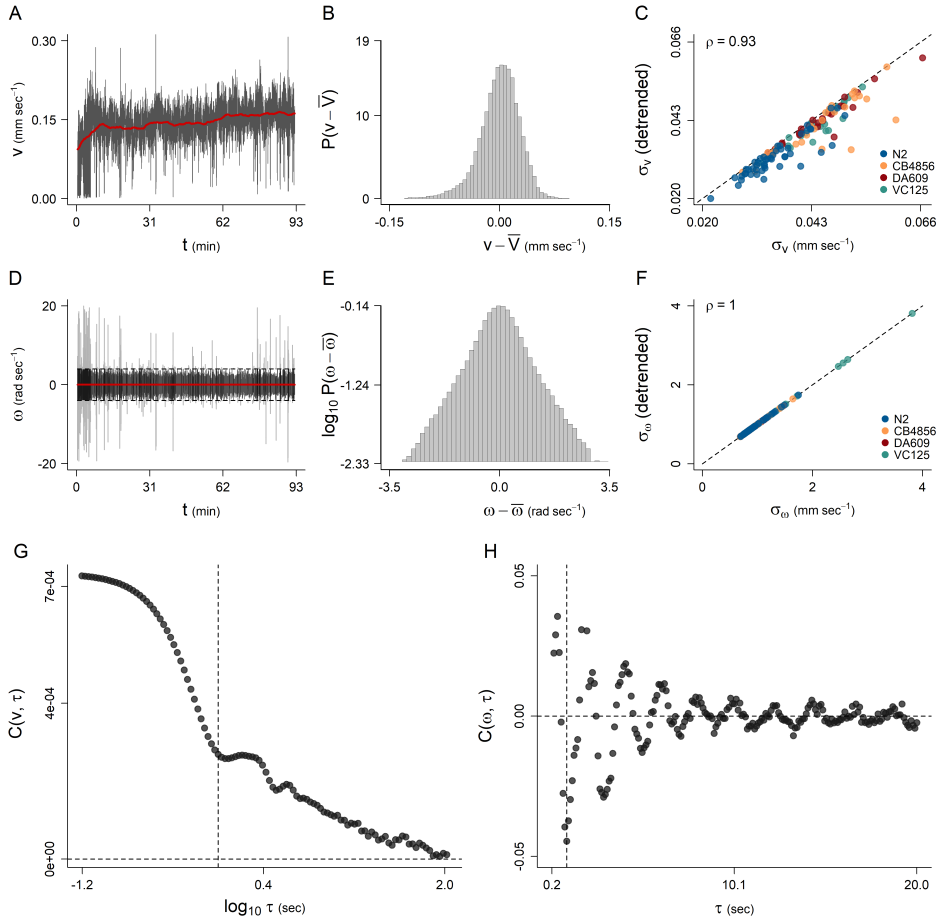 A
v (mm sec⁻¹)
0.30
0.15
0.00
0
31
62
93
t (min)
B
P(v − V̅)
19
10
0
-0.15
0.00
0.15
v − V̅ (mm sec⁻¹)
C
σᵥ (detrended)
0.066
0.043
0.020
ρ = 0.93
N2
CB4856
DA609
VC125
0.020
0.043
0.066
σᵥ (mm sec⁻¹)
D
ω (rad sec⁻¹)
20
0
-20
0
31
62
93
t (min)
E
log₁₀ P(ω − ω̅)
-0.14
-1.24
-2.33
-3.5
0.0
3.5
ω − ω̅ (rad sec⁻¹)
F
σ_ω (detrended)
4
2
0
ρ = 1
N2
CB4856
DA609
VC125
0
2
4
σ_ω (mm sec⁻¹)
G
C(v, τ)
7e-04
4e-04
0e+00
-1.2
0.4
2.0
log₁₀ τ (sec)
H
C(ω, τ)
0.05
0.00
-0.05
0.2
10.1
20.0
τ (sec)